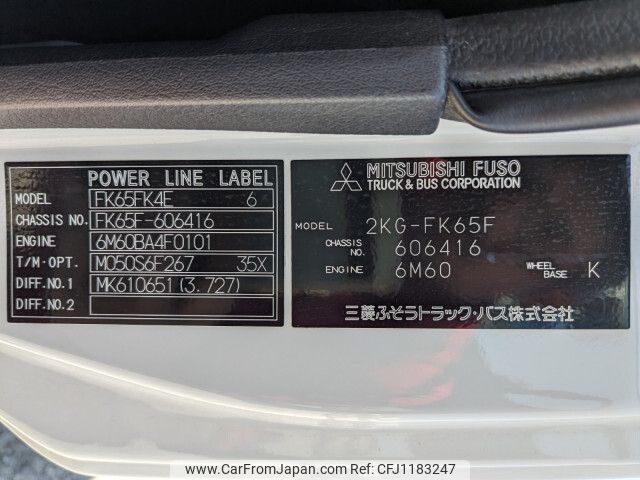 POWER LINE LABEL
MODEL FK65FK4E 6
CHASSIS NO. FK65F-606416
ENGINE 6M60BA4F0101
T/M・OPT. M050S6F267 35X
DIFF.NO.1 MK610651(3.727)
DIFF.NO.2
MITSUBISHI FUSO
TRUCK & BUS CORPORATION
MODEL 2KG-FK65F
CHASSIS NO. 606416
ENGINE 6M60 WHEEL BASE K
三菱ふそうトラック・バス株式会社
www.CarFromJapan.com | www.carsensor.net | CFJ1183247